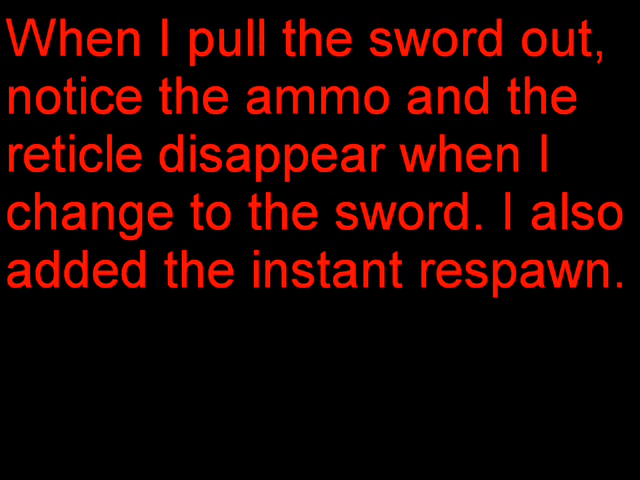 When I pull the sword out,
notice the ammo and the
reticle disappear when I
change to the sword. I also
added the instant respawn.